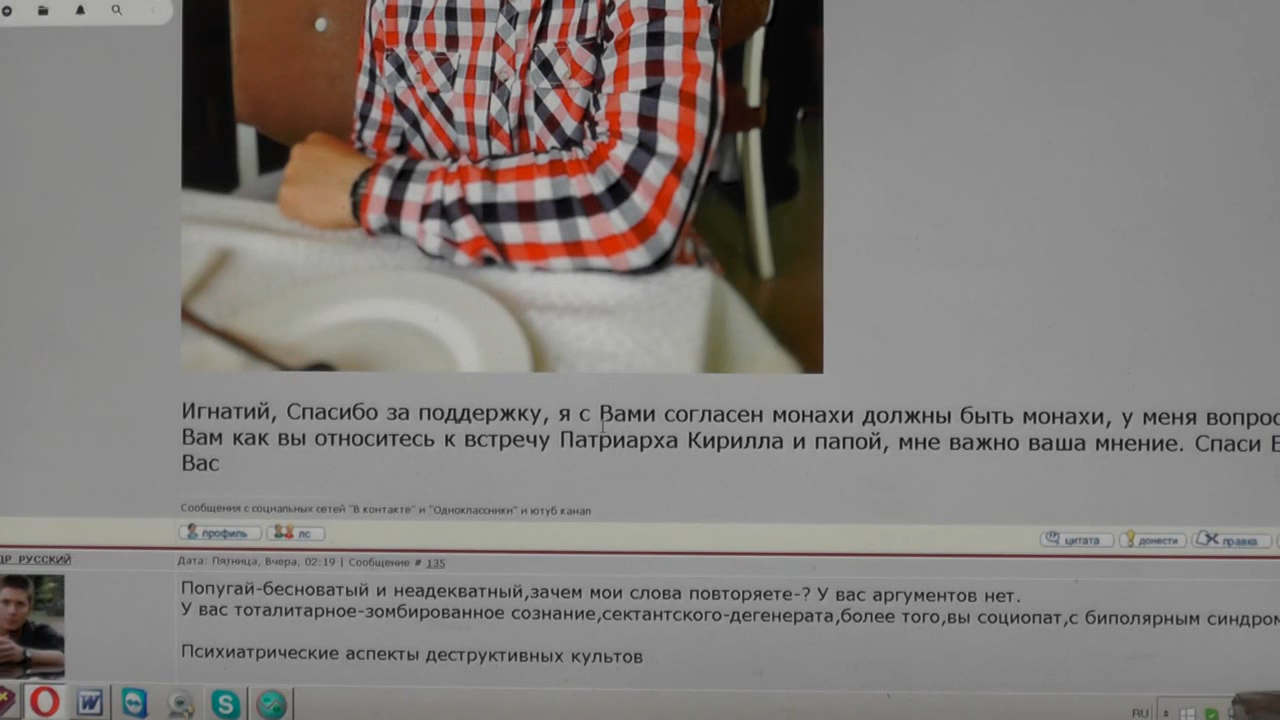 Игнатий, Спасибо за поддержку, я с Вами согласен монахи должны быть монахи, у меня вопрос
Вам как вы относитесь к встречу Патриарха Кирилла и папой, мне важно ваша мнение. Спаси
Вас
Сообщения с социальных сетей "В контакте" и "Одноклассники" и ютуб канал
профиль лс цитата донести правка
ДР_РУССКИЙ Дата: Пятница, Вчера, 02:19 | Сообщение # 135
Попугай-бесноватый и неадекватный,зачем мои слова повторяете-? У вас аргументов нет.
У вас тоталитарное-зомбированное сознание,сектантского-дегенерата,более того,вы социопат,с биполярным синдром
Психиатрические аспекты деструктивных культов
RU